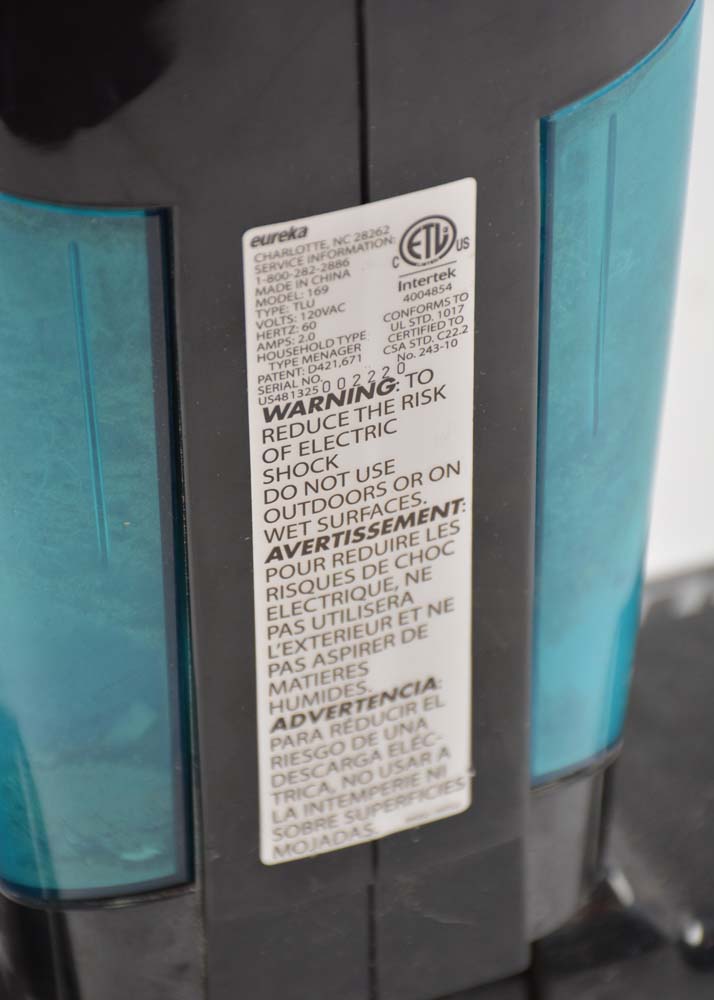 eureka
CHARLOTTE, NC 28262
SERVICE INFORMATION:
1-800-282-2886
MADE IN CHINA
MODEL: 169
TYPE: TLU
VOLTS: 120VAC
HERTZ: 60
AMPS: 2.0
HOUSEHOLD TYPE
TYPE MENAGER
PATENT: D421,671
SERIAL NO.
US481325 002220
C ETL US
Intertek
4004854
CONFORMS TO
UL STD. 1017
CERTIFIED TO
CSA STD. C22.2
No. 243-10
WARNING: TO
REDUCE THE RISK
OF ELECTRIC
SHOCK
DO NOT USE
OUTDOORS OR ON
WET SURFACES.
AVERTISSEMENT:
POUR REDUIRE LES
RISQUES DE CHOC
ELECTRIQUE, NE
PAS UTILISERA
L'EXTERIEUR ET NE
PAS ASPIRER DE
MATIERES
HUMIDES.
ADVERTENCIA:
PARA RÉDUCIR EL
RIESGO DE UNA
DESCARGA ELÉC-
TRICA, NO USAR A
LA INTEMPERIE NI
SOBRE SUPERFICIES
MOJADAS.